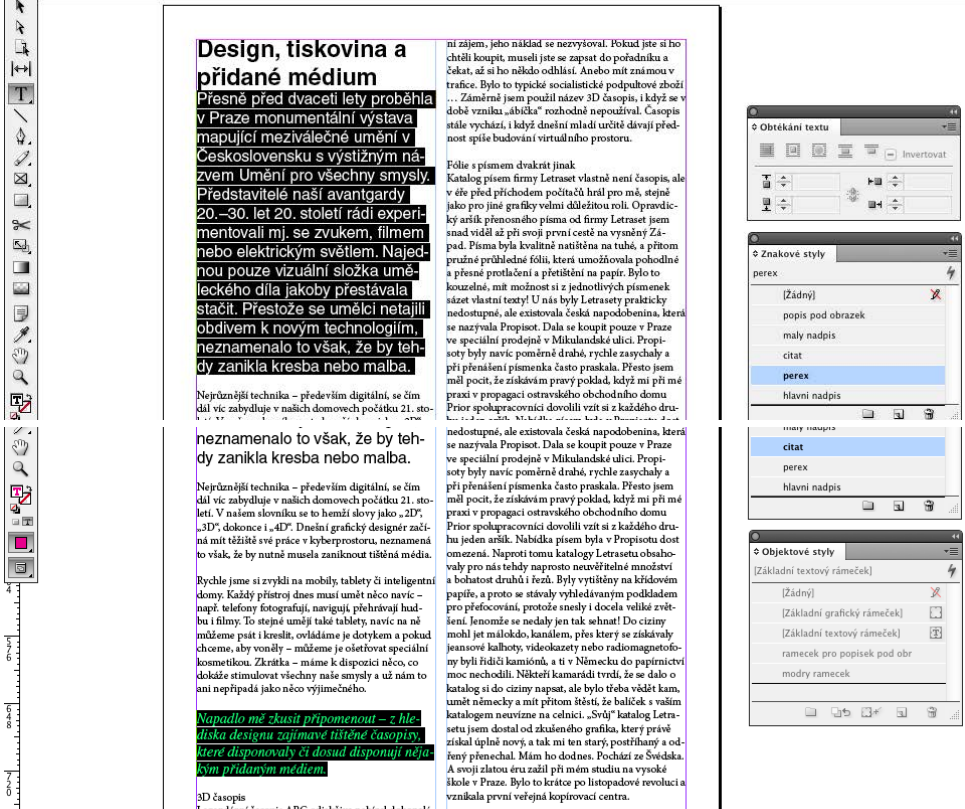 Design, tiskovina a
přidané médium
Přesně před dvaceti lety proběhla
v Praze monumentální výstava
mapující meziválečné umění v
Československu s výstižným ná-
zvem Umění pro všechny smysly.
Představitelé naší avantgardy
20.–30. let 20. století rádi experi-
mentovali mj. se zvukem, filmem
nebo elektrickým světlem. Najed-
nou pouze vizuální složka umě-
leckého díla jakoby přestávala
stačit. Přestože se umělci netajili
obdivem k novým technologiím,
neznamenalo to však, že by teh-
dy zanikla kresba nebo malba.
Nejrůznější technika – především digitální, se čím
dál víc zabydluje v našich domovech počátku 21. sto-
ní zájem, jeho náklad se nezvyšoval. Pokud jste si ho
chtěli koupit, museli jste se zapsat do pořadníku a
čekat, až si ho někdo odhlásí. Anebo mít známou v
trafice. Bylo to typické socialistické podpultové zboží
… Záměrně jsem použil název 3D časopis, i když se v
době vzniku „ábíčka“ rozhodně nepoužíval. Časopis
stále vychází, i když dnešní mladí určitě dávají před-
nost spíše budování virtuálního prostoru.
Fólie s písmem dvakrát jinak
Katalog písem firmy Letraset vlastně není časopis, ale
v éře před příchodem počítačů hrál pro mě, stejně
jako pro jiné grafiky velmi důležitou roli. Opravdic-
ký aršík přenosného písma od firmy Letraset jsem
snad viděl až při svoji první cestě na vysněný Zá-
pad. Písma byla kvalitně natištěna na tuhé, a přitom
pružné průhledné fólii, která umožňovala pohodlné
a přesné protlačení a přetištění na papír. Bylo to
kouzelné, mít možnost si z jednotlivých písmenek
sázet vlastní texty! U nás byly Letrasety prakticky
nedostupné, ale existovala česká napodobenina, která
se nazývala Propisot. Dala se koupit pouze v Praze
ve speciální prodejně v Mikulandské ulici. Propi-
soty byly navíc poměrně drahé, rychle zasychaly a
při přenášení písmenka často praskala. Přesto jsem
měl pocit, že získávám pravý poklad, když mi při mé
praxi v propagaci ostravského obchodního domu
Prior spolupracovníci dovolili vzít si z každého dru-
Obtékání textu
Invertovat
Znakové styly
perex
[Žádný]
popis pod obrazek
maly nadpis
citat
perex
hlavni nadpis
neznamenalo to však, že by teh-
dy zanikla kresba nebo malba.
Nejrůznější technika – především digitální, se čím
dál víc zabydluje v našich domovech počátku 21. sto-
letí. V našem slovníku se to hemží slovy jako „2D“,
„3D“, dokonce i „4D“. Dnešní grafický designér začí-
ná mít těžiště své práce v kyberprostoru, neznamená
to však, že by nutně musela zaniknout tištěná média.
Rychle jsme si zvykli na mobily, tablety či inteligentní
domy. Každý přístroj dnes musí umět něco navíc –
např. telefony fotografují, navigují, přehrávají hud-
bu i filmy. To stejné umějí také tablety, navíc na ně
můžeme psát i kreslit, ovládáme je dotykem a pokud
chceme, aby voněly – můžeme je ošetřovat speciální
kosmetikou. Zkrátka – máme k dispozici něco, co
dokáže stimulovat všechny naše smysly a už nám to
ani nepřipadá jako něco výjimečného.
Napadlo mě zkusit připomenout – z hle-
diska designu zajímavé tištěné časopisy,
které disponovaly či dosud disponují něja-
kým přidaným médiem.
3D časopis
nedostupné, ale existovala česká napodobenina, která
se nazývala Propisot. Dala se koupit pouze v Praze
ve speciální prodejně v Mikulandské ulici. Propi-
soty byly navíc poměrně drahé, rychle zasychaly a
při přenášení písmenka často praskala. Přesto jsem
měl pocit, že získávám pravý poklad, když mi při mé
praxi v propagaci ostravského obchodního domu
Prior spolupracovníci dovolili vzít si z každého dru-
hu jeden aršík. Nabídka písem byla v Propisotu dost
omezená. Naproti tomu katalogy Letrasetu obsaho-
valy pro nás tehdy naprosto neuvěřitelné množství
a bohatost druhů i řezů. Byly vytištěny na křídovém
papíře, a proto se stávaly vyhledávaným podkladem
pro přefocování, protože snesly i docela veliké zvět-
šení. Jenomže se nedaly jen tak sehnat! Do ciziny
mohl jet málokdo, kanálem, přes který se získávaly
jeansové kalhoty, videokazety nebo radiomagnetofo-
ny byli řidiči kamiónů, a ti v Německu do papírnictví
moc nechodili. Někteří kamarádi tvrdí, že se dalo o
katalog si do ciziny napsat, ale bylo třeba vědět kam,
umět německy a mít přitom štěstí, že balíček s vaším
katalogem neuvízne na celnici. „Svůj“ katalog Letra-
setu jsem dostal od zkušeného grafika, který právě
získal úplně nový, a tak mi ten starý, postříhaný a od-
řený přenechal. Mám ho dodnes. Pochází ze Švédska.
A svoji zlatou éru zažil při mém studiu na vysoké
škole v Praze. Bylo to krátce po listopadové revoluci a
vznikala první veřejná kopírovací centra.
maly nadpis
citat
perex
hlavni nadpis
Objektové styly
[Základní textový rámeček]
[Žádný]
[Základní grafický rámeček]
[Základní textový rámeček]
ramecek pro popisek pod obr
modry ramecek